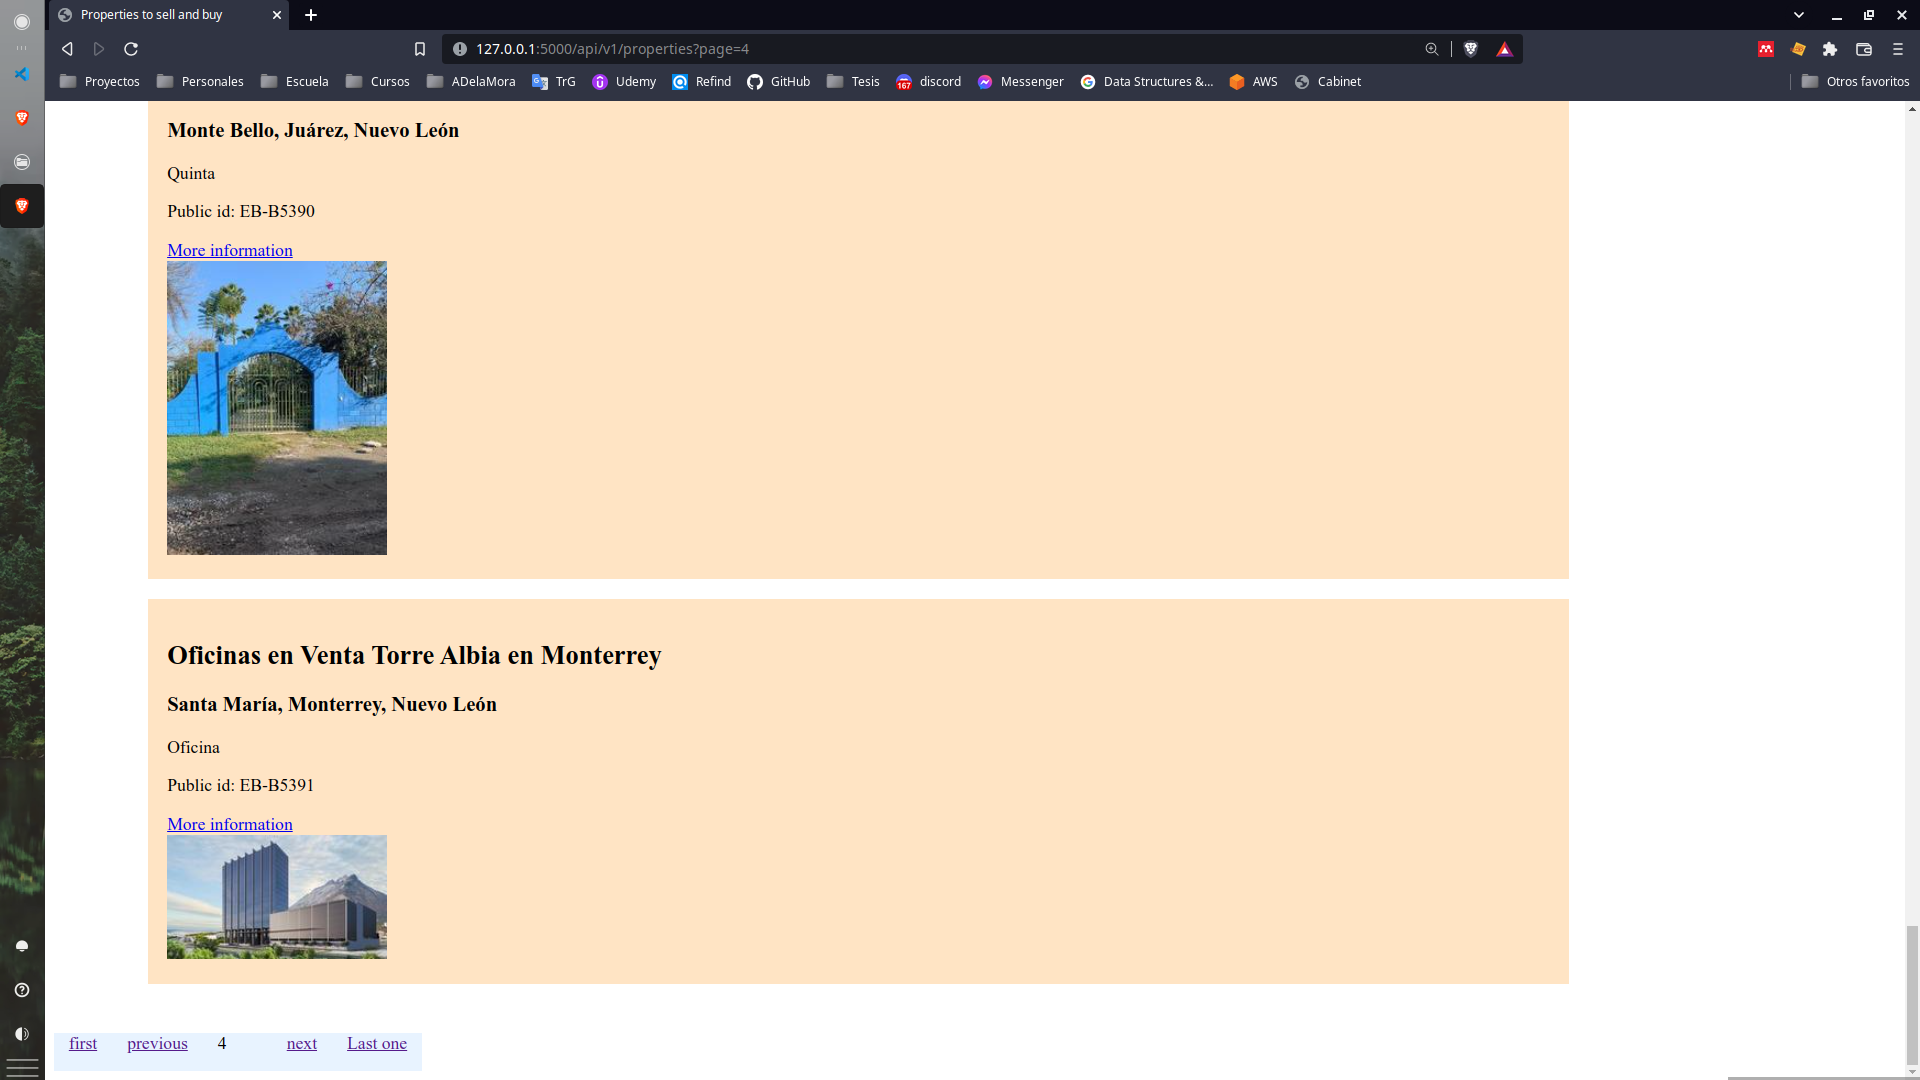 Properties to sell and buy
127.0.0.1:5000/api/v1/properties?page=4
Proyectos Personales Escuela Cursos ADelaMora TrG Udemy Refind GitHub Tesis 167 discord Messenger Data Structures &... AWS Cabinet Otros favoritos
Monte Bello, Juárez, Nuevo León
Quinta
Public id: EB-B5390
More information
Oficinas en Venta Torre Albia en Monterrey
Santa María, Monterrey, Nuevo León
Oficina
Public id: EB-B5391
More information
first previous 4 next Last one